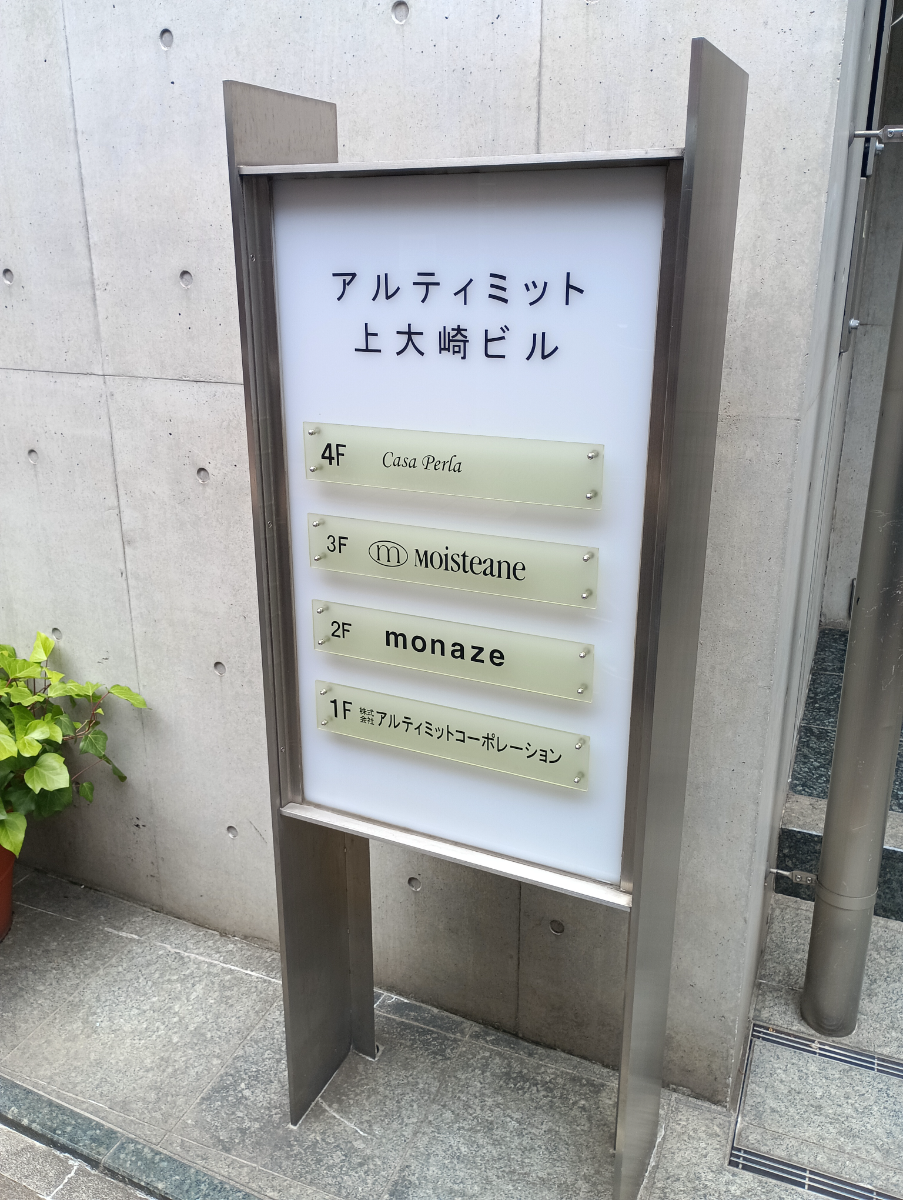 アルティミット
上大崎ビル
4F Casa Perla
3F m Moisteane
2F monaze
1F 株式会社 アルティミットコーポレーション